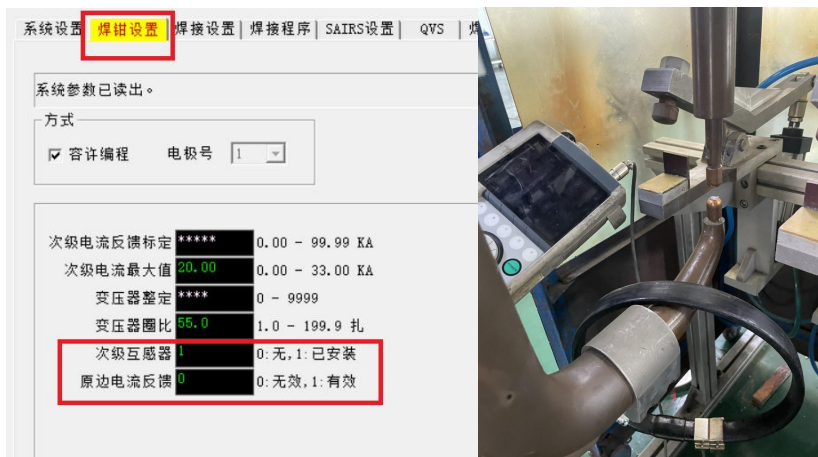 系统设置 焊钳设置 焊接设置 焊接程序 SAIRS设置 QVS 焊
系统参数已读出。
方式
容许编程 电极号 1
次级电流反馈标定 ***** 0.00 - 99.99 KA
次级电流最大值 20.00 0.00 - 33.00 KA
变压器整定 **** 0 - 9999
变压器圈比 55.0 1.0 - 199.9 扎
次级互感器 1 0:无,1:已安装
原边电流反馈 0 0:无效,1:有效